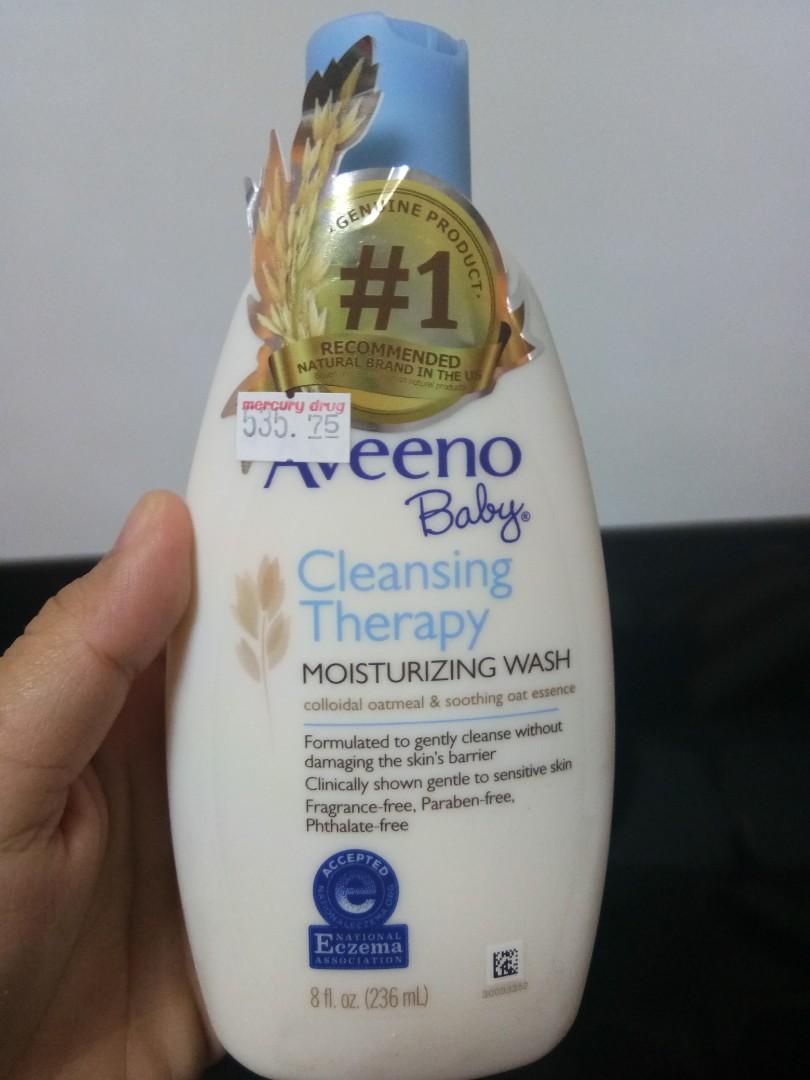 GENUINE PRODUCT
#1
RECOMMENDED
NATURAL BRAND IN THE US
mercury drug
535. 75
Aveeno
Baby®
Cleansing
Therapy
MOISTURIZING WASH
colloidal oatmeal & soothing oat essence
Formulated to gently cleanse without
damaging the skin's barrier
Clinically shown gentle to sensitive skin
Fragrance-free, Paraben-free,
Phthalate-free
ACCEPTED
e
NATIONALECZEMA.ORG
NATIONAL
Eczema
ASSOCIATION
8 fl. oz. (236 mL)